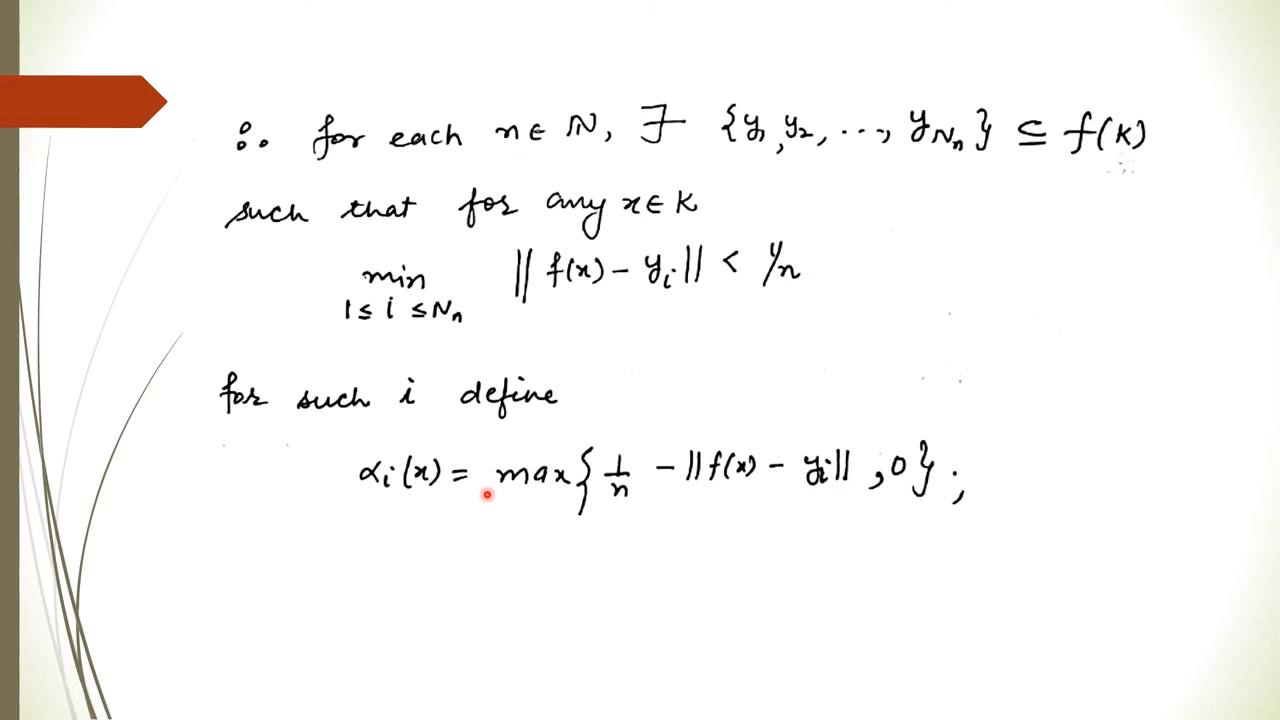 ∴ for each n ∈ ℕ, ∃ {y₁, y₂, ..., y_{N_n}} ⊆ f(K)
such that for any x ∈ K
min ‖ f(x) − y_i ‖ < 1/n
1 ≤ i ≤ N_n
for such i define
α_i(x) = max{ 1/n − ‖f(x) − y_i‖, 0 } ;